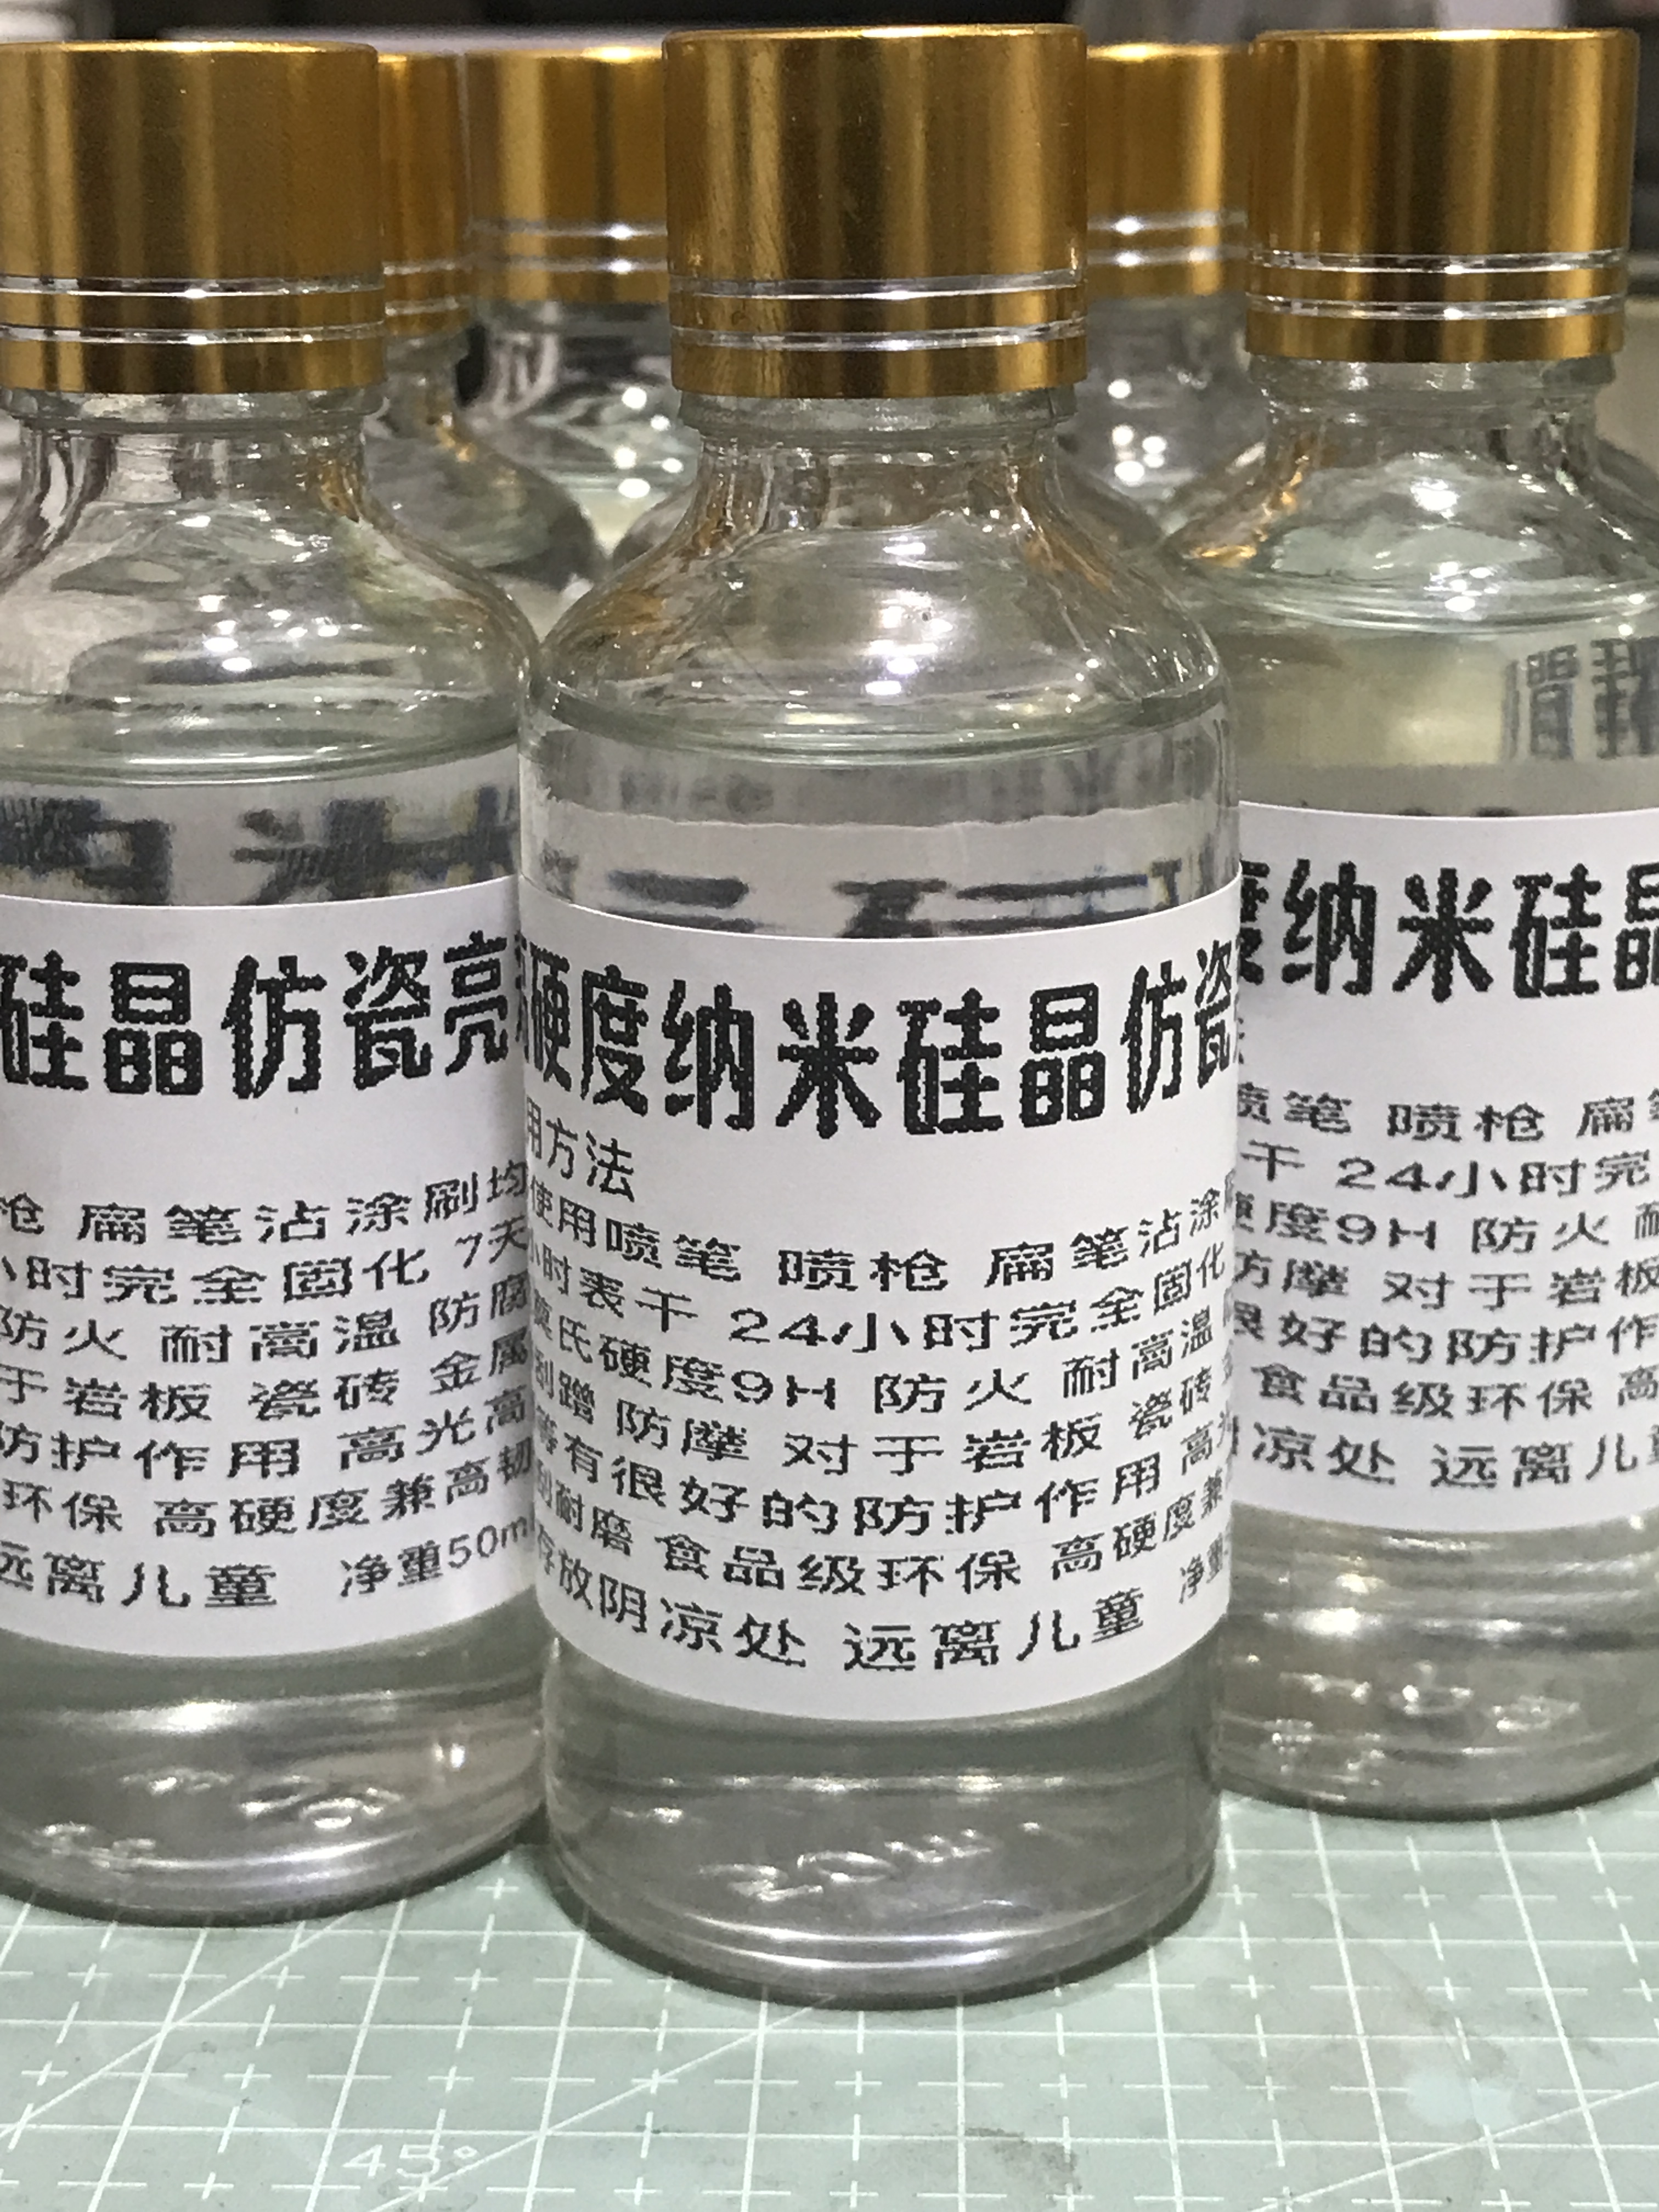 硅晶仿瓷亮
枪 扁笔沾涂刷均
小时完全固化 7天
防火 耐高温 防腐
于岩板 瓷砖 金属
防护作用 高光高
环保 高硬度兼高韧
远离儿童 净重50m
硬度纳米硅晶仿瓷
用方法
使用喷笔 喷枪 扁笔沾涂刷
小时表干 24小时完全固化
莫氏硬度9H 防火 耐高温
刮蹭 防摩 对于岩板 瓷砖
等有很好的防护作用 高光
刮耐磨 食品级环保 高硬度兼
存放阴凉处 远离儿童 净重
度纳米硅晶
喷笔 喷枪 扁笔
干 24小时完
硬度9H 防火 耐
防摩 对于岩板
很好的防护作
食品级环保 高
凉处 远离儿童
45°